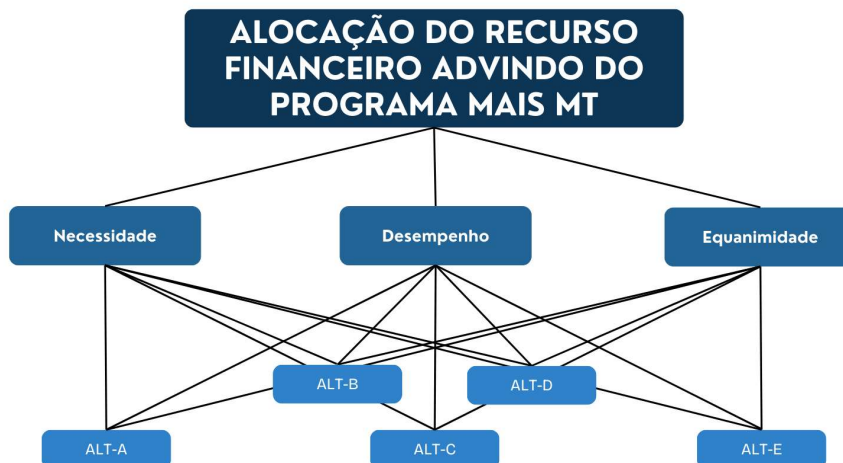 ALOCAÇÃO DO RECURSO
FINANCEIRO ADVINDO DO
PROGRAMA MAIS MT
Necessidade
Desempenho
Equanimidade
ALT-B
ALT-D
ALT-A
ALT-C
ALT-E